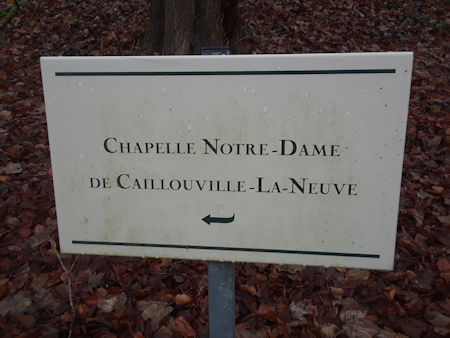 Chapelle Notre-Dame
de Caillouville-La-Neuve